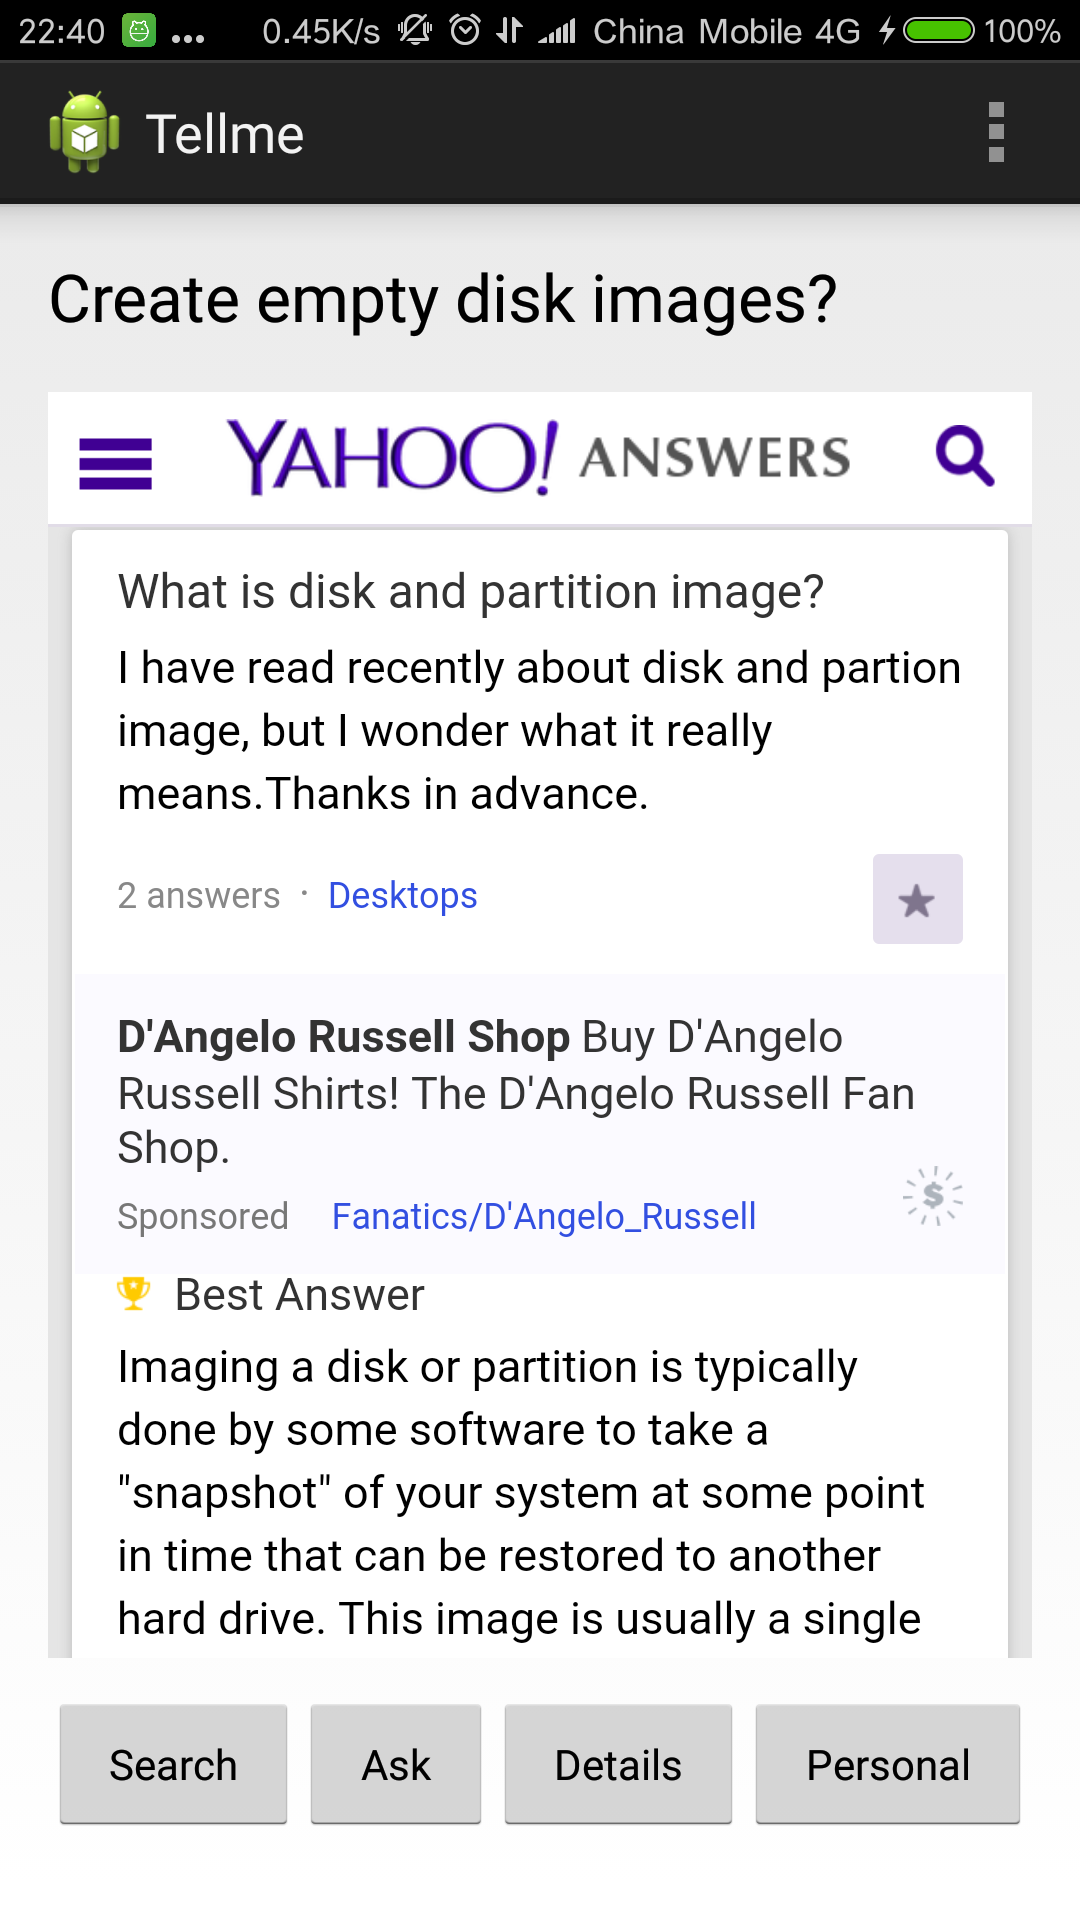 22:40 ... 0.45K/s China Mobile 4G 100%
Tellme
Create empty disk images?
YAHOO! ANSWERS
What is disk and partition image?
I have read recently about disk and partion
image, but I wonder what it really
means.Thanks in advance.
2 answers · Desktops
D'Angelo Russell Shop Buy D'Angelo
Russell Shirts! The D'Angelo Russell Fan
Shop.
Sponsored Fanatics/D'Angelo_Russell
Best Answer
Imaging a disk or partition is typically
done by some software to take a
"snapshot" of your system at some point
in time that can be restored to another
hard drive. This image is usually a single
Search Ask Details Personal